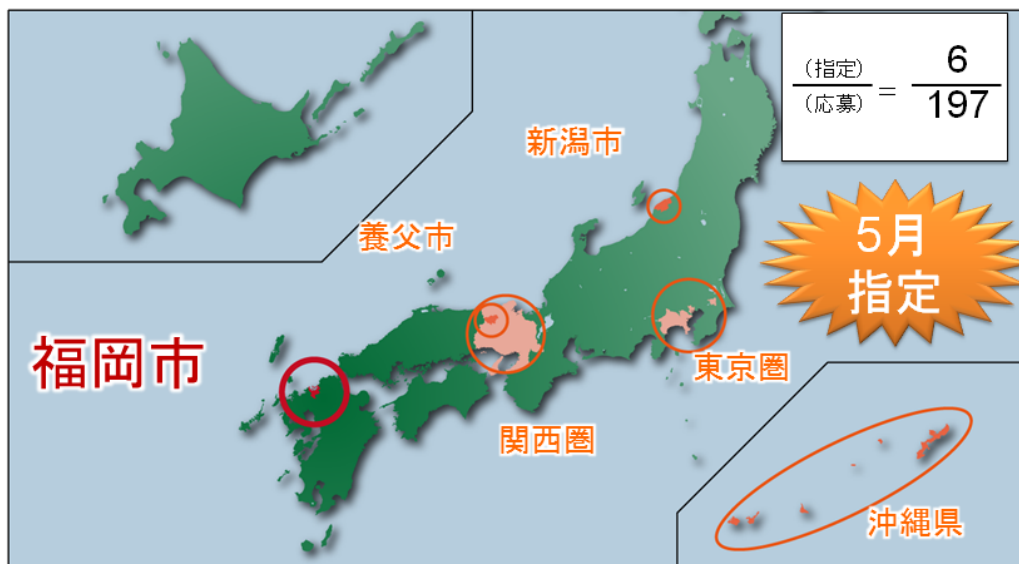 (指定)
(応募)
=
6
197
新潟市
養父市
5月
指定
福岡市
東京圏
関西圏
沖縄県